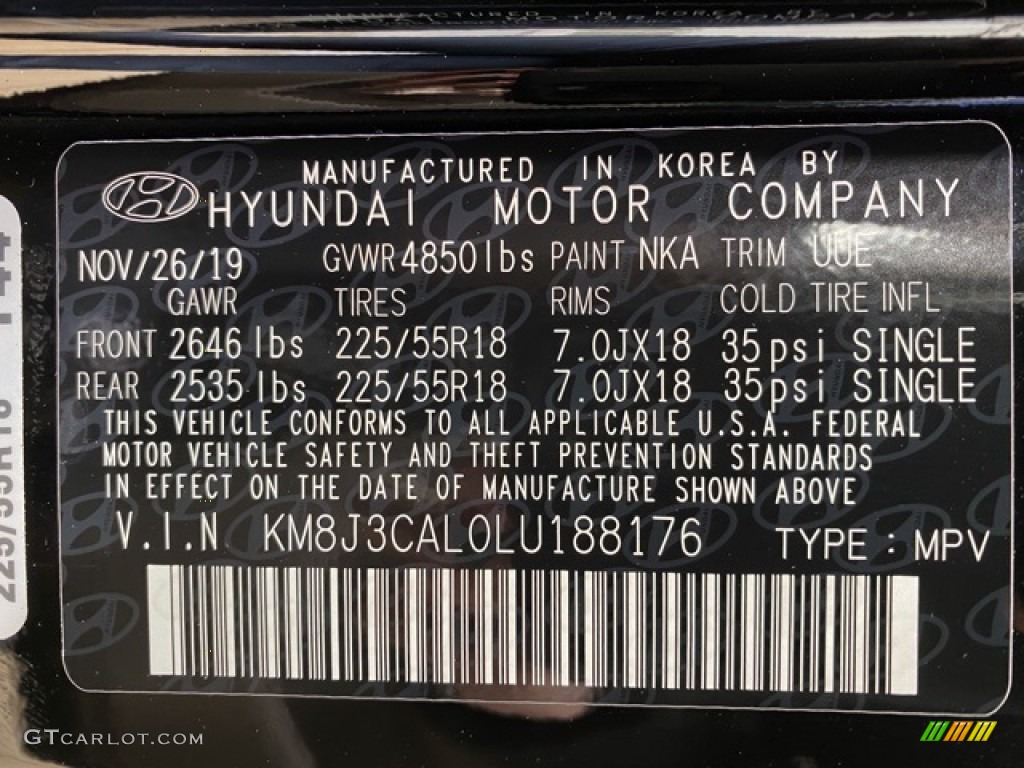 MANUFACTURED IN KOREA BY
HYUNDAI MOTOR COMPANY
NOV/26/19 GVWR 4850lbs PAINT NKA TRIM UUE
GAWR TIRES RIMS COLD TIRE INFL
FRONT 2646 lbs 225/55R18 7.0JX18 35psi SINGLE
REAR 2535 lbs 225/55R18 7.0JX18 35psi SINGLE
THIS VEHICLE CONFORMS TO ALL APPLICABLE U.S.A. FEDERAL
MOTOR VEHICLE SAFETY AND THEFT PREVENTION STANDARDS
IN EFFECT ON THE DATE OF MANUFACTURE SHOWN ABOVE
V.I.N KM8J3CAL0LU188176 TYPE : MPV
225/55R18
GTCARLOT.COM